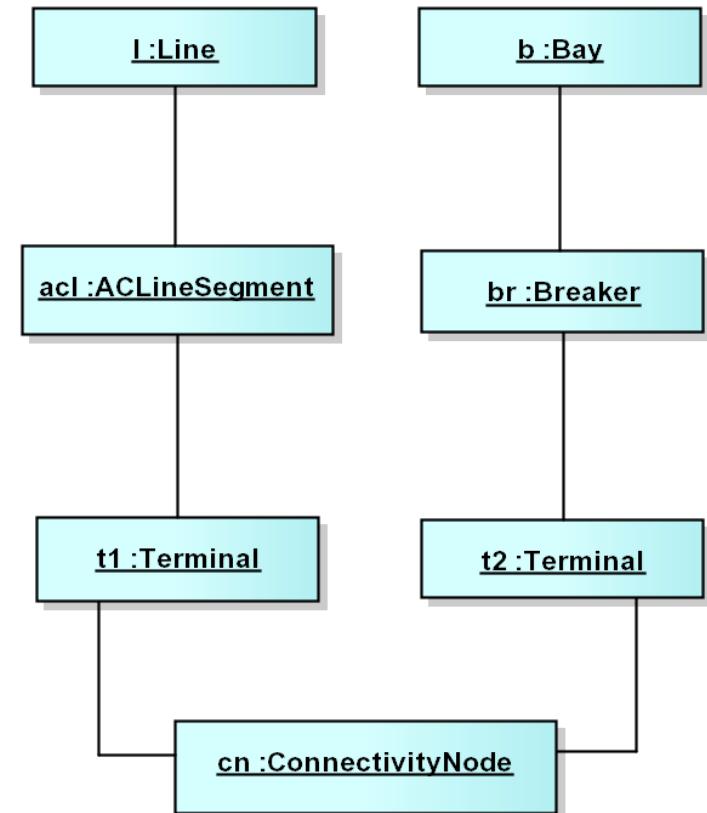 l :Line
b :Bay
acl :ACLineSegment
br :Breaker
t1 :Terminal
t2 :Terminal
cn :ConnectivityNode